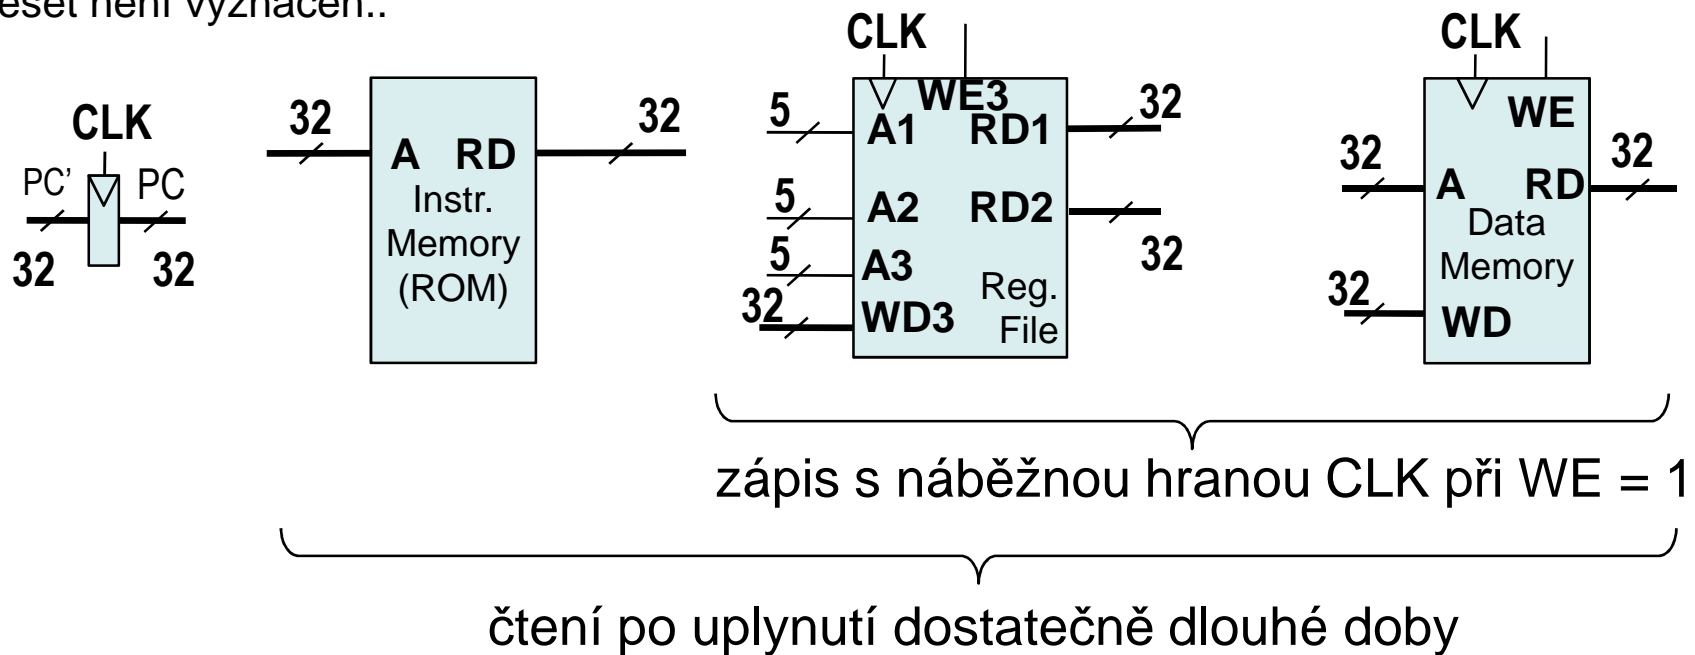 eset není vyznačen..
CLK
PC' PC
32 32
32 32
A RD
Instr.
Memory
(ROM)
CLK
WE3
5 A1 RD1 32
5 A2 RD2
32
5 A3
32 WD3
Reg.
File
CLK
WE
32 A RD 32
Data
Memory
32 WD
zápis s náběžnou hranou CLK při WE = 1
čtení po uplynutí dostatečně dlouhé doby